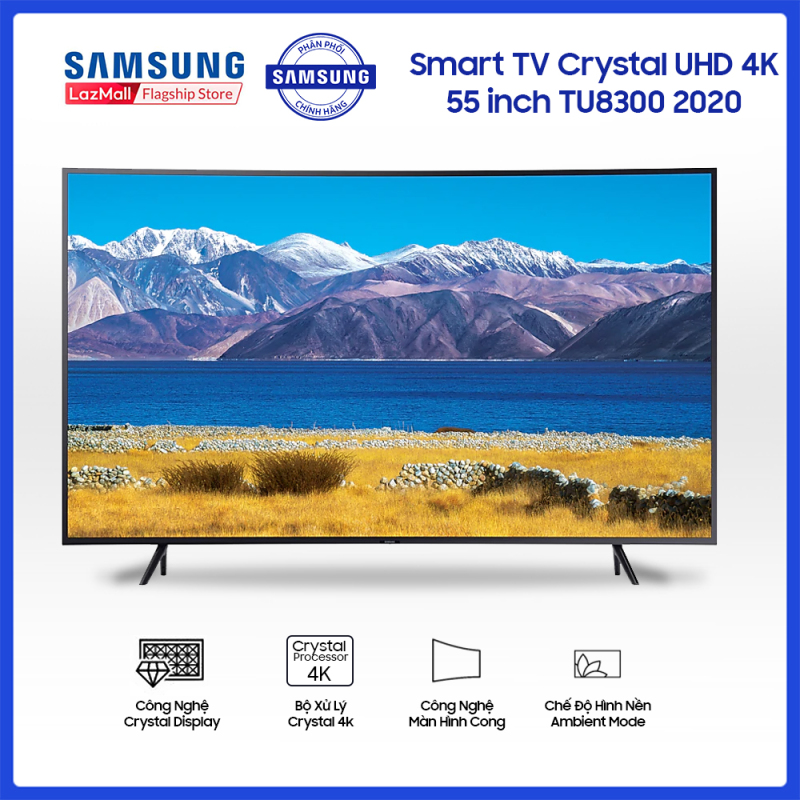 SAMSUNG
LazMall Flagship Store
PHÂN PHỐI
SAMSUNG
CHÍNH HÃNG
Smart TV Crystal UHD 4K
55 inch TU8300 2020
Crystal
Processor
4K
Công Nghệ
Crystal Display
Bộ Xử Lý
Crystal 4k
Công Nghệ
Màn Hình Cong
Chế Độ Hình Nền
Ambient Mode